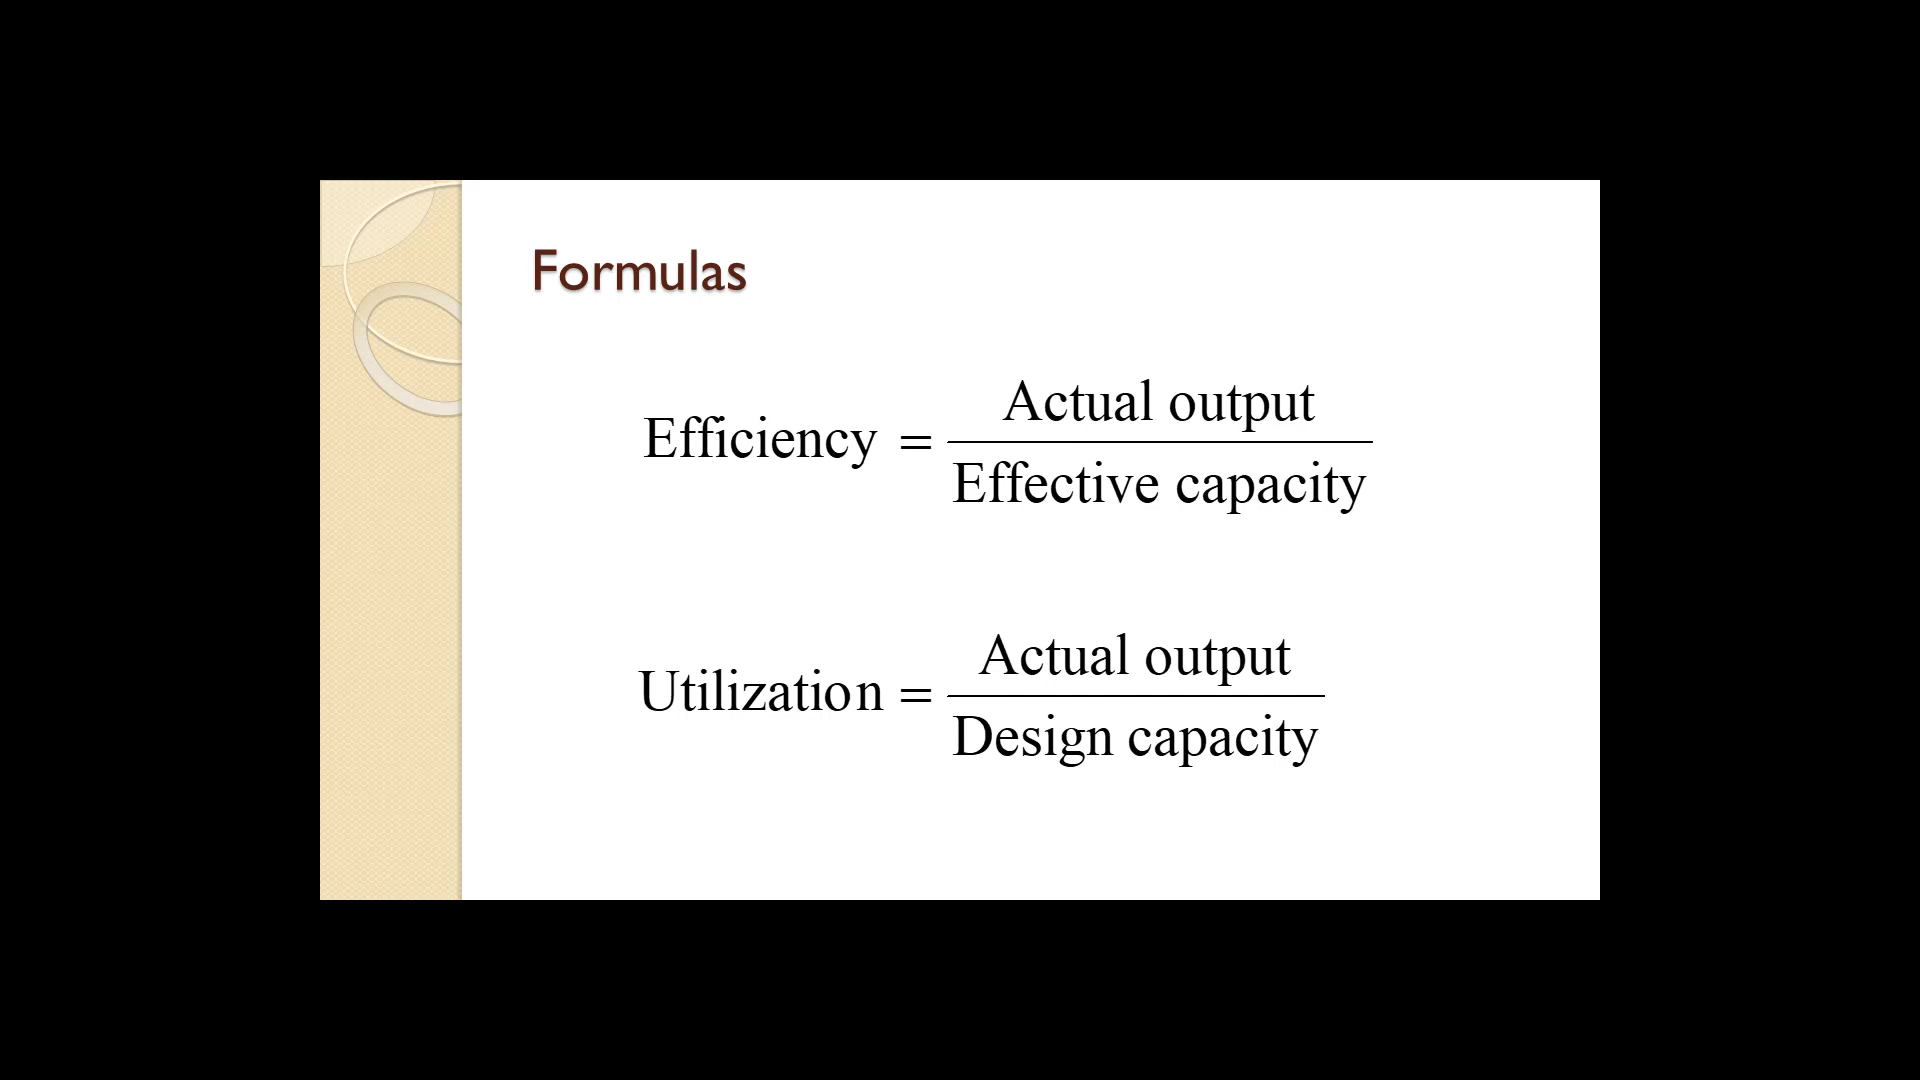 Formulas
Efficiency = Actual output / Effective capacity
Utilization = Actual output / Design capacity